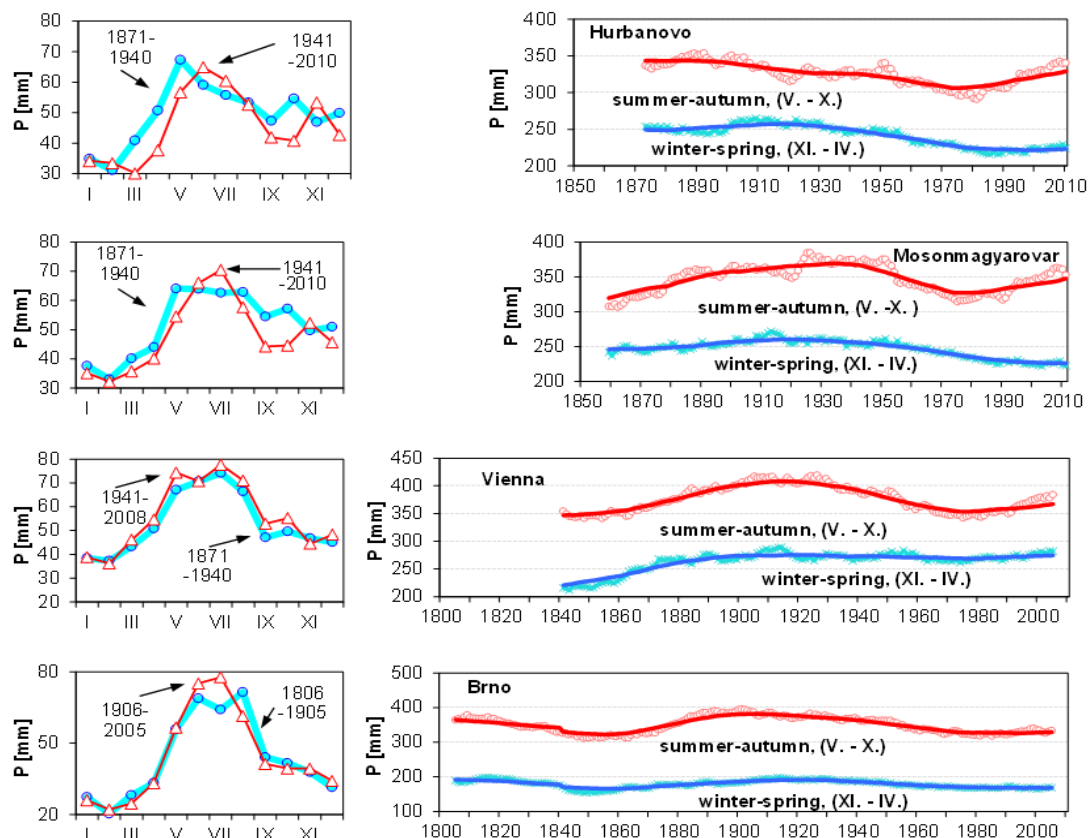 80
70
60
50
40
30
P [mm]
1871-
1940
1941
-2010
I III V VII IX XI
400
350
300
250
200
P [mm]
Hurbanovo
summer-autumn, (V. - X.)
winter-spring, (XI. - IV.)
1850 1870 1890 1910 1930 1950 1970 1990 2010
80
70
60
50
40
30
P [mm]
1871-
1940
1941
-2010
I III V VII IX XI
400
350
300
250
200
P [mm]
Mosonmagyarovar
summer-autumn, (V. -X. )
winter-spring, (XI. - IV.)
1850 1870 1890 1910 1930 1950 1970 1990 2010
80
70
60
50
40
30
20
P [mm]
1941-
2008
1871
-1940
I III V VII IX XI
450
400
350
300
250
200
Vienna
summer-autumn, (V. - X.)
winter-spring, (XI. - IV.)
1800 1820 1840 1860 1880 1900 1920 1940 1960 1980 2000
80
50
20
P [mm]
1906-
2005
1806
-1905
I III V VII IX XI
500
400
300
200
100
Brno
summer-autumn, (V. - X.)
winter-spring, (XI. - IV.)
1800 1820 1840 1860 1880 1900 1920 1940 1960 1980 2000